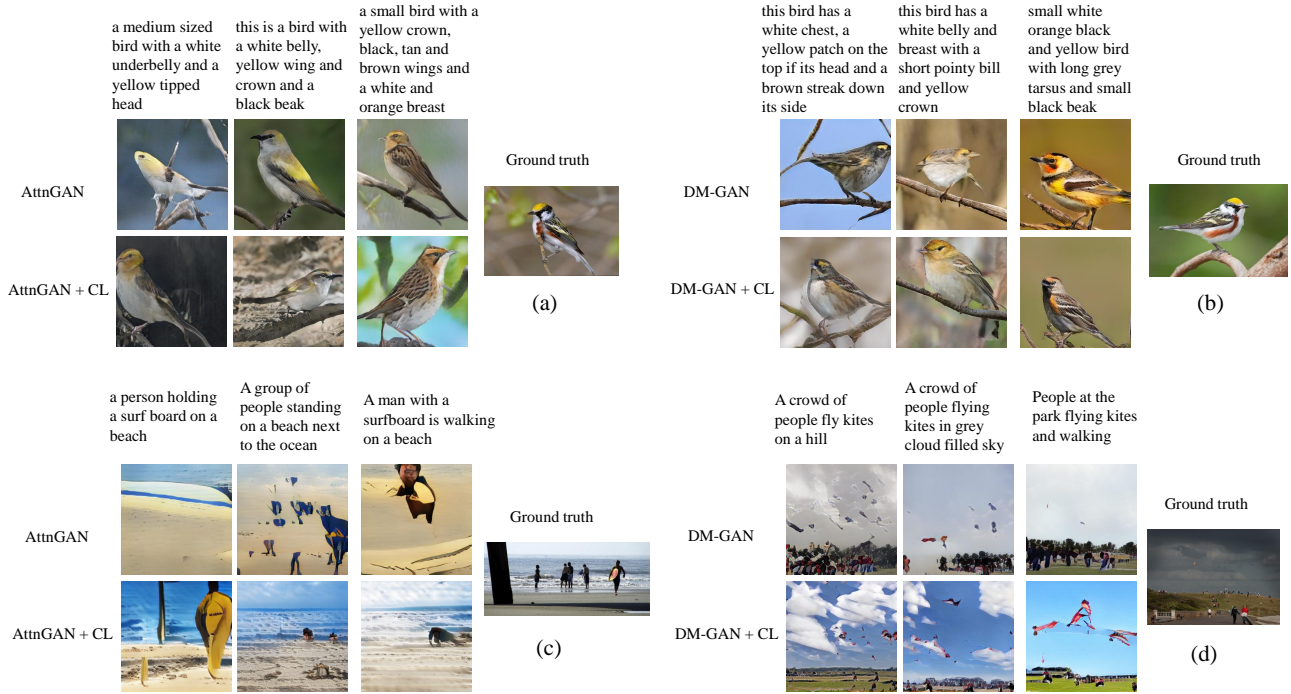 a medium sized
bird with a white
underbelly and a
yellow tipped
head
this is a bird with
a white belly,
yellow wing and
crown and a
black beak
a small bird with a
yellow crown,
black, tan and
brown wings and
a white and
orange breast
AttnGAN
AttnGAN + CL
Ground truth
(a)
this bird has a
white chest, a
yellow patch on the
top if its head and a
brown streak down
its side
this bird has a
white belly and
breast with a
short pointy bill
and yellow
crown
small white
orange black
and yellow bird
with long grey
tarsus and small
black beak
DM-GAN
DM-GAN + CL
Ground truth
(b)
a person holding
a surf board on a
beach
A group of
people standing
on a beach next
to the ocean
A man with a
surfboard is walking
on a beach
AttnGAN
AttnGAN + CL
Ground truth
(c)
A crowd of
people fly kites
on a hill
A crowd of
people flying
kites in grey
cloud filled sky
People at the
park flying kites
and walking
DM-GAN
DM-GAN + CL
Ground truth
(d)